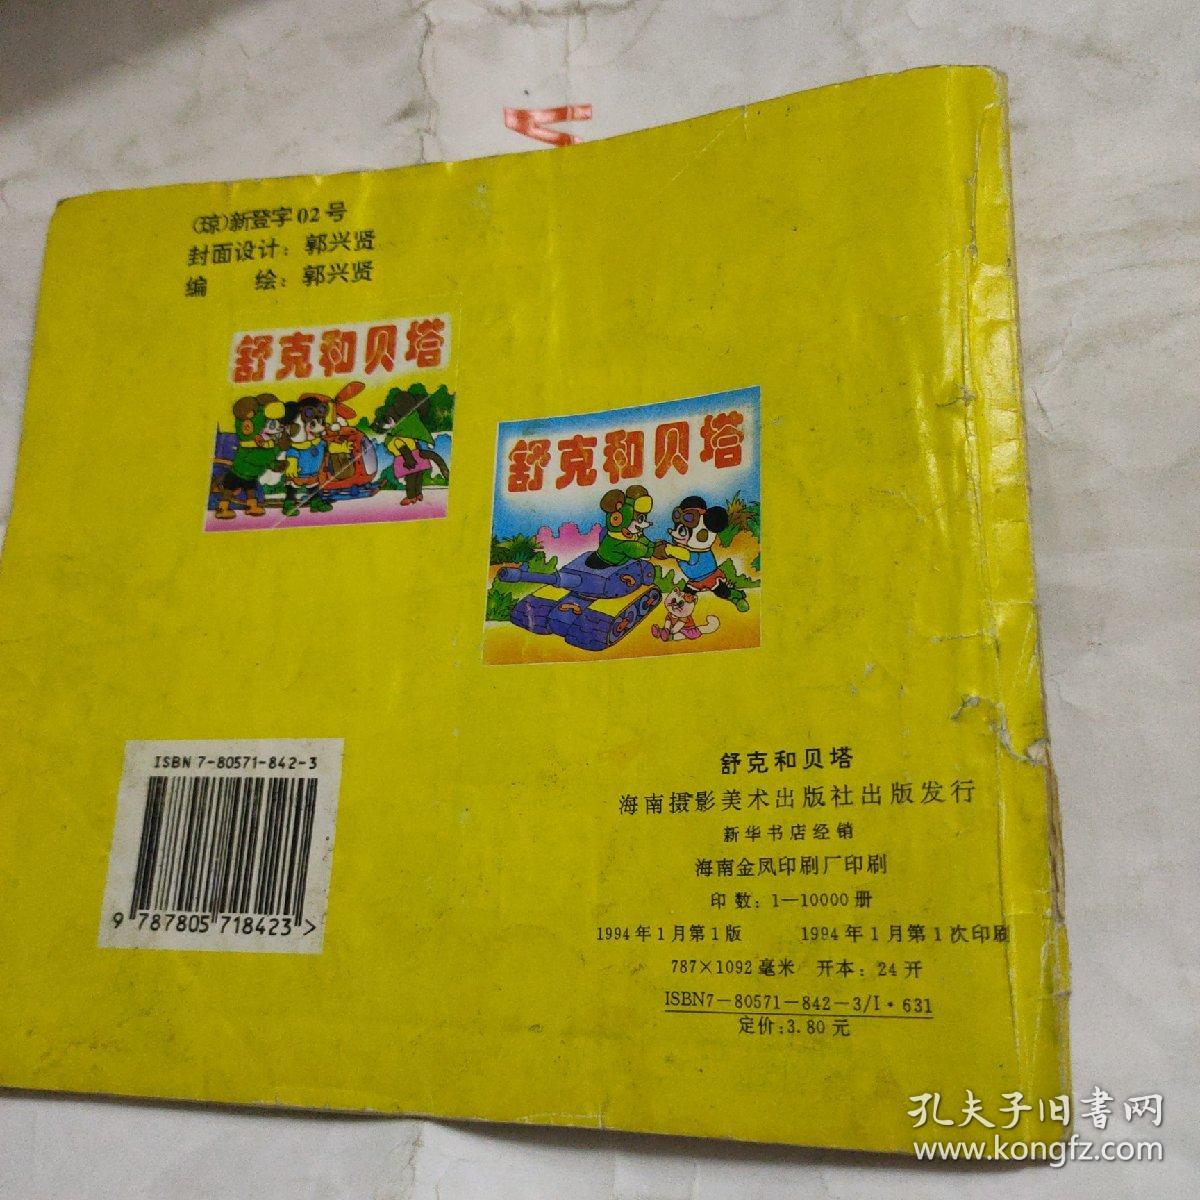 (琼)新登字02号
封面设计：郭兴贤
编　　绘：郭兴贤
舒克和贝塔
舒克和贝塔
ISBN 7-80571-842-3
9 787805 718423 >
舒克和贝塔
海南摄影美术出版社出版发行
新华书店经销
海南金凤印刷厂印刷
印数：1—10000册
1994年1月第1版　　1994年1月第1次印刷
787×1092毫米　开本：24开
ISBN7—80571—842—3/I·631
定价：3.80元
孔夫子旧书网
www.kongfz.com